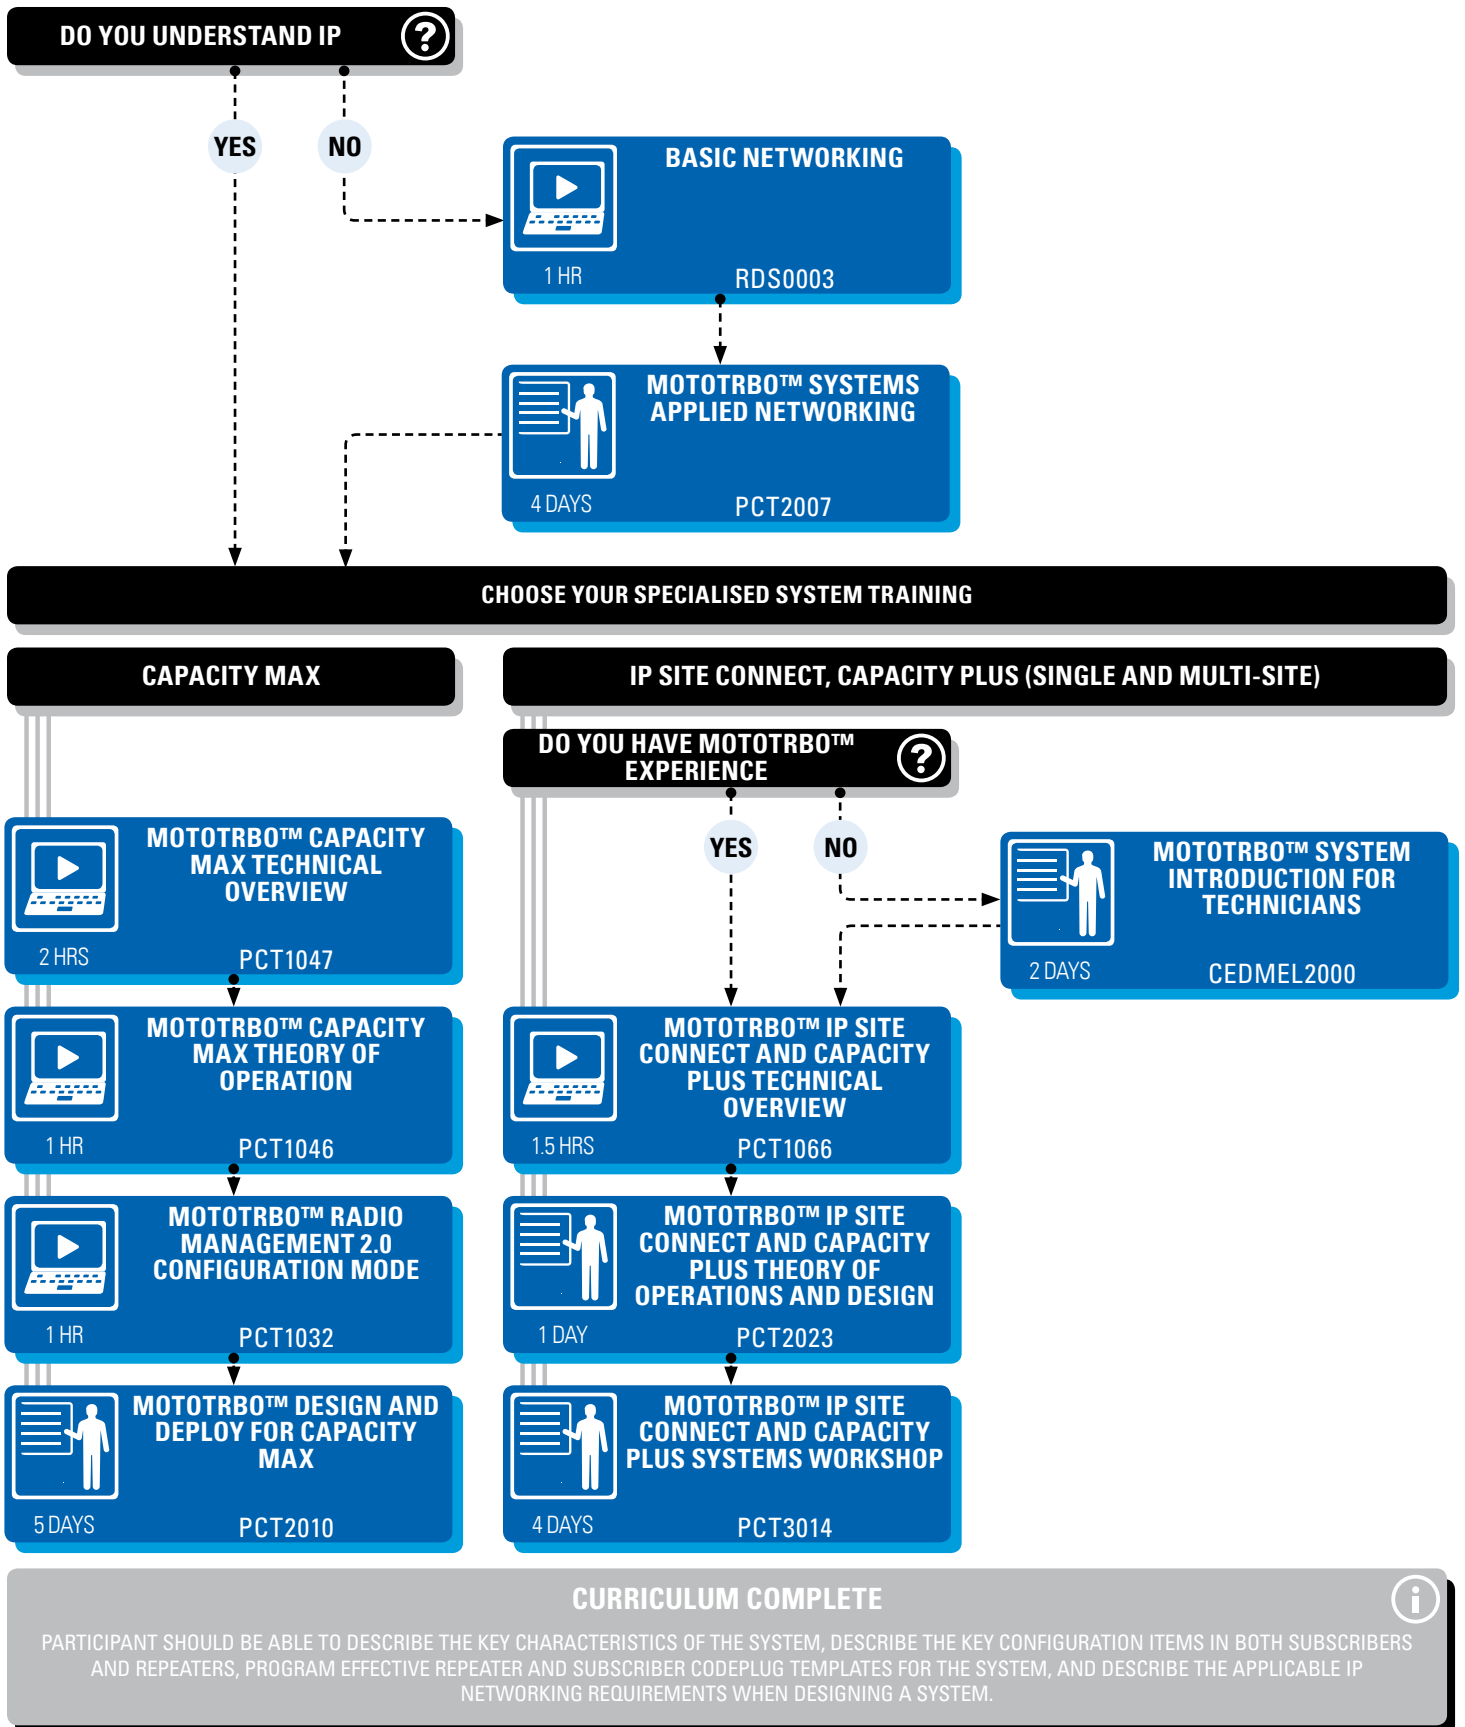 DO YOU UNDERSTAND IP
?
YES
NO
BASIC NETWORKING
1 HR
RDS0003
MOTOTRBO™ SYSTEMS
APPLIED NETWORKING
4 DAYS
PCT2007
CHOOSE YOUR SPECIALISED SYSTEM TRAINING
CAPACITY MAX
MOTOTRBO™ CAPACITY
MAX TECHNICAL
OVERVIEW
2 HRS
PCT1047
MOTOTRBO™ CAPACITY
MAX THEORY OF
OPERATION
1 HR
PCT1046
MOTOTRBO™ RADIO
MANAGEMENT 2.0
CONFIGURATION MODE
1 HR
PCT1032
MOTOTRBO™ DESIGN AND
DEPLOY FOR CAPACITY
MAX
5 DAYS
PCT2010
IP SITE CONNECT, CAPACITY PLUS (SINGLE AND MULTI-SITE)
DO YOU HAVE MOTOTRBO™
EXPERIENCE
?
YES
NO
MOTOTRBO™ SYSTEM
INTRODUCTION FOR
TECHNICIANS
2 DAYS
CEDMEL2000
MOTOTRBO™ IP SITE
CONNECT AND CAPACITY
PLUS TECHNICAL
OVERVIEW
1.5 HRS
PCT1066
MOTOTRBO™ IP SITE
CONNECT AND CAPACITY
PLUS THEORY OF
OPERATIONS AND DESIGN
1 DAY
PCT2023
MOTOTRBO™ IP SITE
CONNECT AND CAPACITY
PLUS SYSTEMS WORKSHOP
4 DAYS
PCT3014
CURRICULUM COMPLETE
i
PARTICIPANT SHOULD BE ABLE TO DESCRIBE THE KEY CHARACTERISTICS OF THE SYSTEM, DESCRIBE THE KEY CONFIGURATION ITEMS IN BOTH SUBSCRIBERS
AND REPEATERS, PROGRAM EFFECTIVE REPEATER AND SUBSCRIBER CODEPLUG TEMPLATES FOR THE SYSTEM, AND DESCRIBE THE APPLICABLE IP
NETWORKING REQUIREMENTS WHEN DESIGNING A SYSTEM.